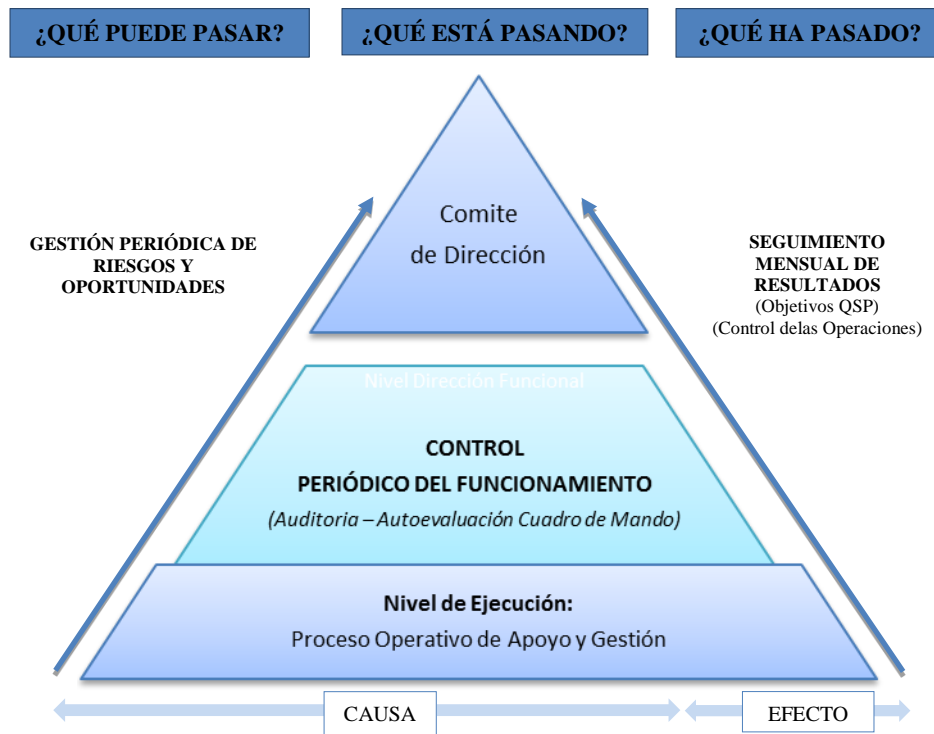 ¿QUÉ PUEDE PASAR?
¿QUÉ ESTÁ PASANDO?
¿QUÉ HA PASADO?
Comite
de Dirección
GESTIÓN PERIÓDICA DE
RIESGOS Y
OPORTUNIDADES
SEGUIMIENTO
MENSUAL DE
RESULTADOS
(Objetivos QSP)
(Control delas Operaciones)
Nivel Dirección Funcional
CONTROL
PERIÓDICO DEL FUNCIONAMIENTO
(Auditoria – Autoevaluación Cuadro de Mando)
Nivel de Ejecución:
Proceso Operativo de Apoyo y Gestión
CAUSA
EFECTO